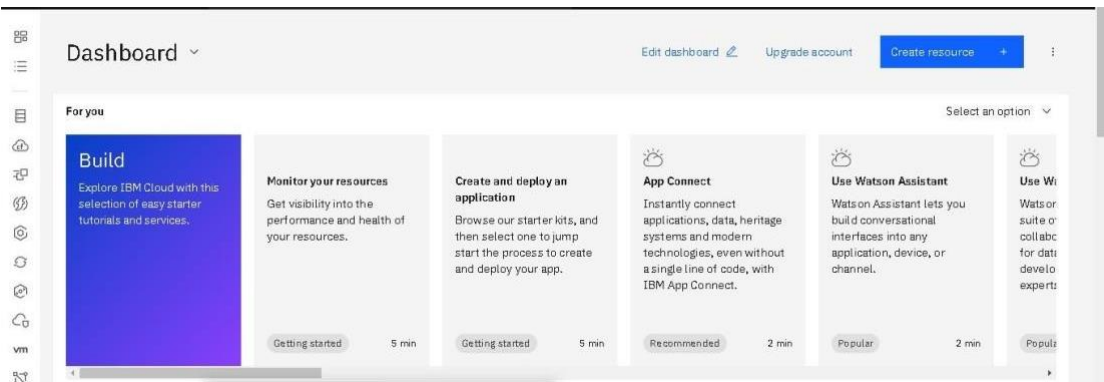 Dashboard
Edit dashboard
Upgrade account
Create resource +
For you
Select an option
Build
Explore IBM Cloud with this
selection of easy starter
tutorials and services.
Monitor your resources
Get visibility into the
performance and health of
your resources.
Getting started
5 min
Create and deploy an
application
Browse our starter kits, and
then select one to jump
start the process to create
and deploy your app.
Getting started
5 min
App Connect
Instantly connect
applications, data, heritage
systems and modern
technologies, even without
a single line of code, with
IBM App Connect.
Recommended
2 min
Use Watson Assistant
Watson Assistant lets you
build conversational
interfaces into any
application, device, or
channel.
Popular
2 min
Use
for
vm